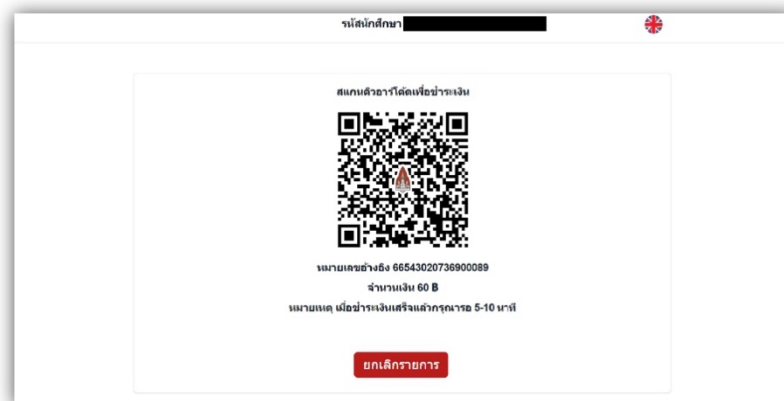 รหัสนักศึกษา
สแกนคิวอาร์โค้ดเพื่อชำระเงิน
หมายเลขอ้างอิง 66543020736900089
จำนวนเงิน 60 ฿
หมายเหตุ เมื่อชำระเงินเสร็จแล้วกรุณารอ 5-10 นาที
ยกเลิกรายการ